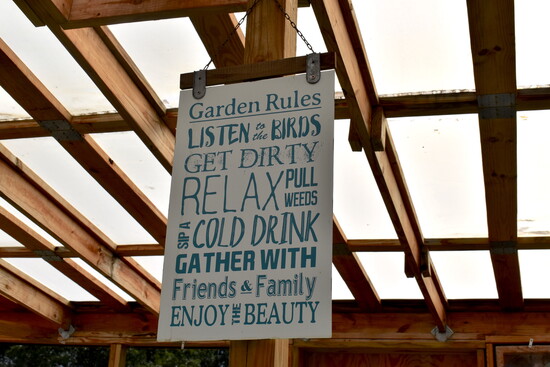 Garden Rules
LISTEN to the BIRDS
GET DIRTY
RELAX PULL WEEDS
SPA COLD DRINK
GATHER WITH
Friends & Family
ENJOY THE BEAUTY